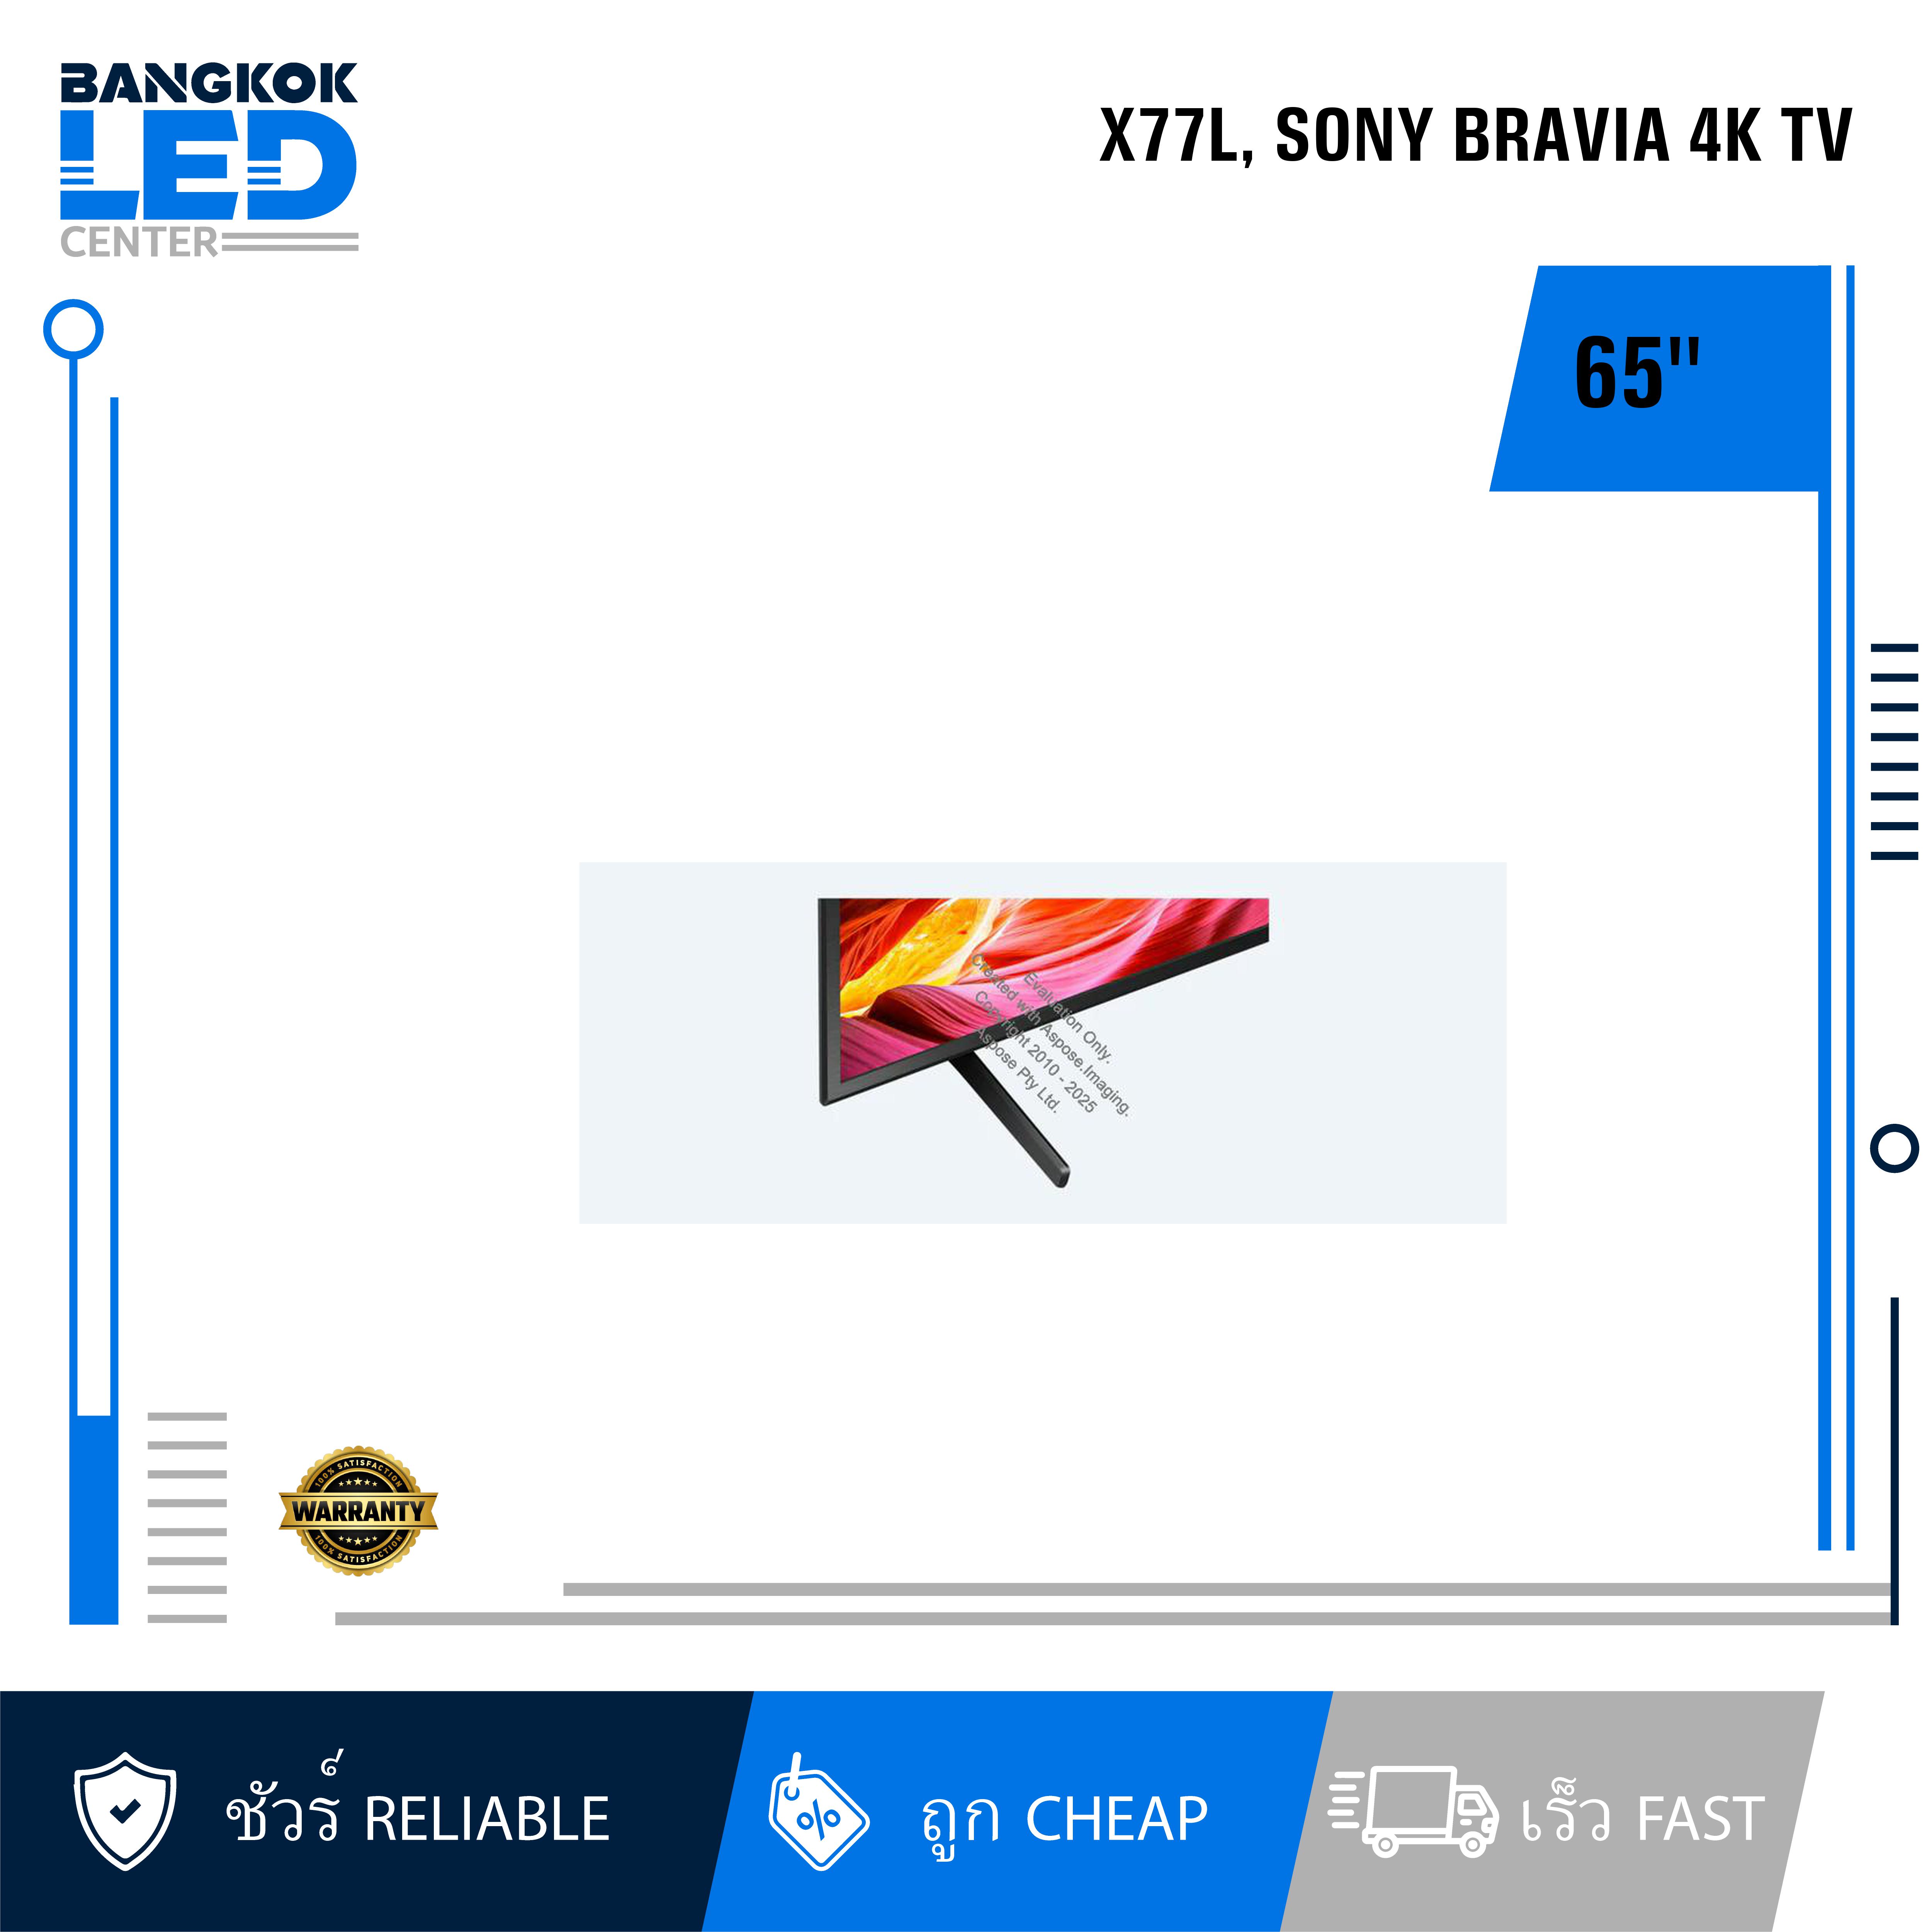 BANGKOK
LED
CENTER
X77L, SONY BRAVIA 4K TV
65"
Evaluation Only.
Created with Aspose.Imaging.
Copyright 2010 - 2025
Aspose Pty Ltd.
100% SATISFACTION
WARRANTY
100% SATISFACTION
ชัวร์ RELIABLE
ถูก CHEAP
เร็ว FAST